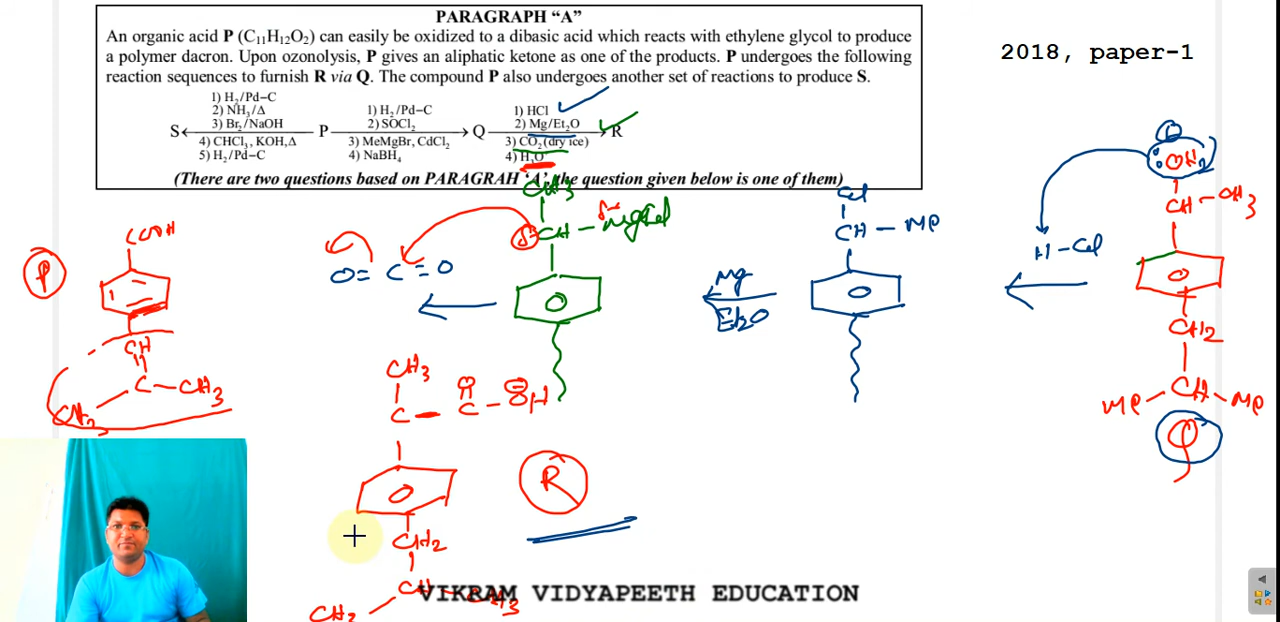 PARAGRAPH “A”
An organic acid P (C₁₁H₁₂O₂) can easily be oxidized to a dibasic acid which reacts with ethylene glycol to produce
a polymer dacron. Upon ozonolysis, P gives an aliphatic ketone as one of the products. P undergoes the following
reaction sequences to furnish R via Q. The compound P also undergoes another set of reactions to produce S.
2018, paper-1
1) H₂/Pd–C
2) NH₃/Δ
3) Br₂/NaOH
S ← P → Q → R
4) CHCl₃, KOH,Δ
5) H₂/Pd–C
1) H₂/Pd–C
2) SOCl₂
3) MeMgBr, CdCl₂
4) NaBH₄
1) HCl
2) Mg/Et₂O
3) CO₂ (dry ice)
4) H₂O
(There are two questions based on PARAGRAH “A”, the question given below is one of them)
P
COOH
CH
C–CH₃
CH₃
O=C=O
CH₃
δ- CH – MgCl
Mg
Et₂O
Cl
CH – Me
H–Cl
:OH₂
CH–CH₃
CH₂
Me–CH–Me
Q
CH₃
C – C – OH
O
CH₂
CH
CH₃
R
VIKRAM VIDYAPEETH EDUCATION